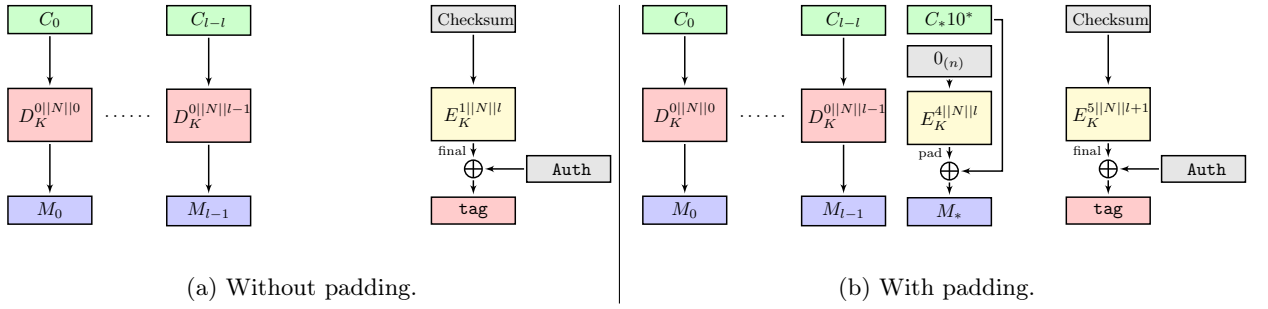 C_0 C_{l-l} Checksum
D_K^{0||N||0} ...... D_K^{0||N||l-1} E_K^{1||N||l}
final
⊕ Auth
M_0 M_{l-1} tag
(a) Without padding.
C_0 C_{l-l} C_*10^* Checksum
0_{(n)}
D_K^{0||N||0} ...... D_K^{0||N||l-1} E_K^{4||N||l} E_K^{5||N||l+1}
pad final
⊕ ⊕ Auth
M_0 M_{l-1} M_* tag
(b) With padding.